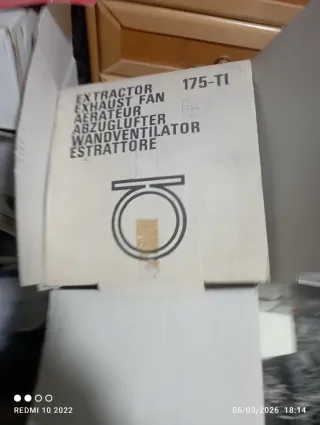 EXTRACTOR 175-TI
EXHAUST FAN
AERATEUR
ABZUGLUFTER
WANDVENTILATOR
ESTRATTORE
REDMI 10 2022
06/03/2026 18:14